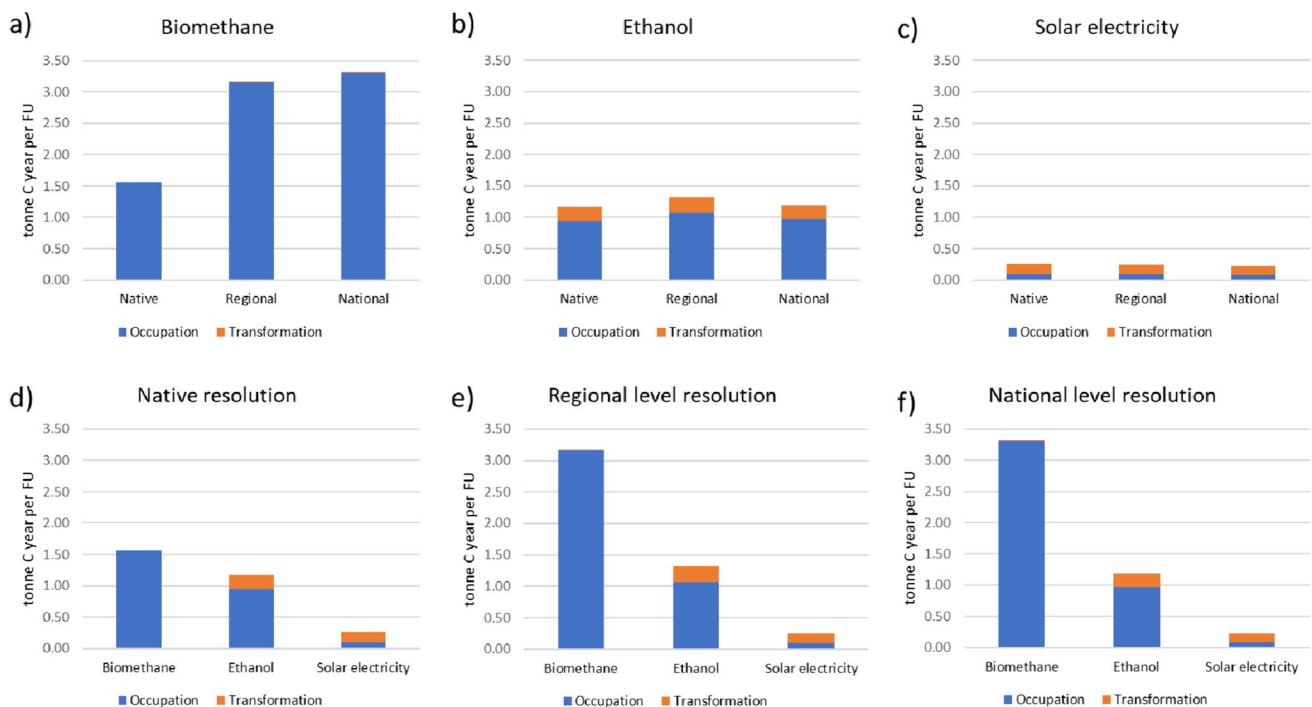 a)
Biomethane
tonne C year per FU
3.50
3.00
2.50
2.00
1.50
1.00
0.50
0.00
Native Regional National
Occupation Transformation
b)
Ethanol
tonne C year per FU
3.50
3.00
2.50
2.00
1.50
1.00
0.50
0.00
Native Regional National
Occupation Transformation
c)
Solar electricity
tonne C year per FU
3.50
3.00
2.50
2.00
1.50
1.00
0.50
0.00
Native Regional National
Occupation Transformation
d)
Native resolution
tonne C year per FU
3.50
3.00
2.50
2.00
1.50
1.00
0.50
0.00
Biomethane Ethanol Solar electricity
Occupation Transformation
e)
Regional level resolution
tonne C year per FU
3.50
3.00
2.50
2.00
1.50
1.00
0.50
0.00
Biomethane Ethanol Solar electricity
Occupation Transformation
f)
National level resolution
tonne C year per FU
3.50
3.00
2.50
2.00
1.50
1.00
0.50
0.00
Biomethane Ethanol Solar electricity
Occupation Transformation